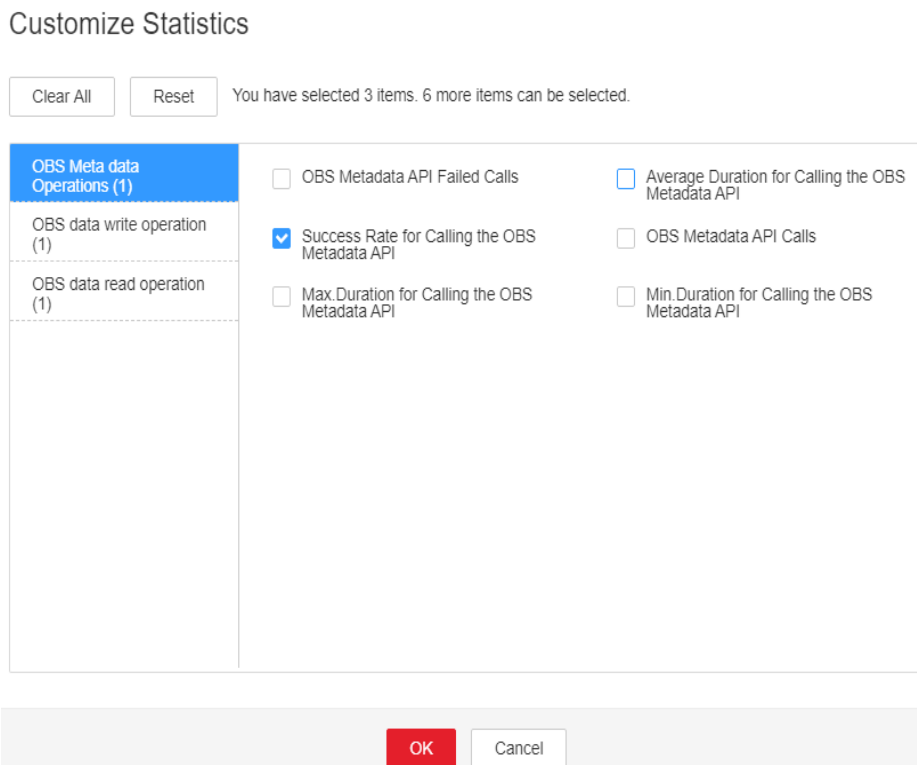 Customize Statistics
Clear All
Reset
You have selected 3 items. 6 more items can be selected.
OBS Meta data
Operations (1)
OBS data write operation
(1)
OBS data read operation
(1)
OBS Metadata API Failed Calls
Average Duration for Calling the OBS
Metadata API
Success Rate for Calling the OBS
Metadata API
OBS Metadata API Calls
Max.Duration for Calling the OBS
Metadata API
Min.Duration for Calling the OBS
Metadata API
OK
Cancel